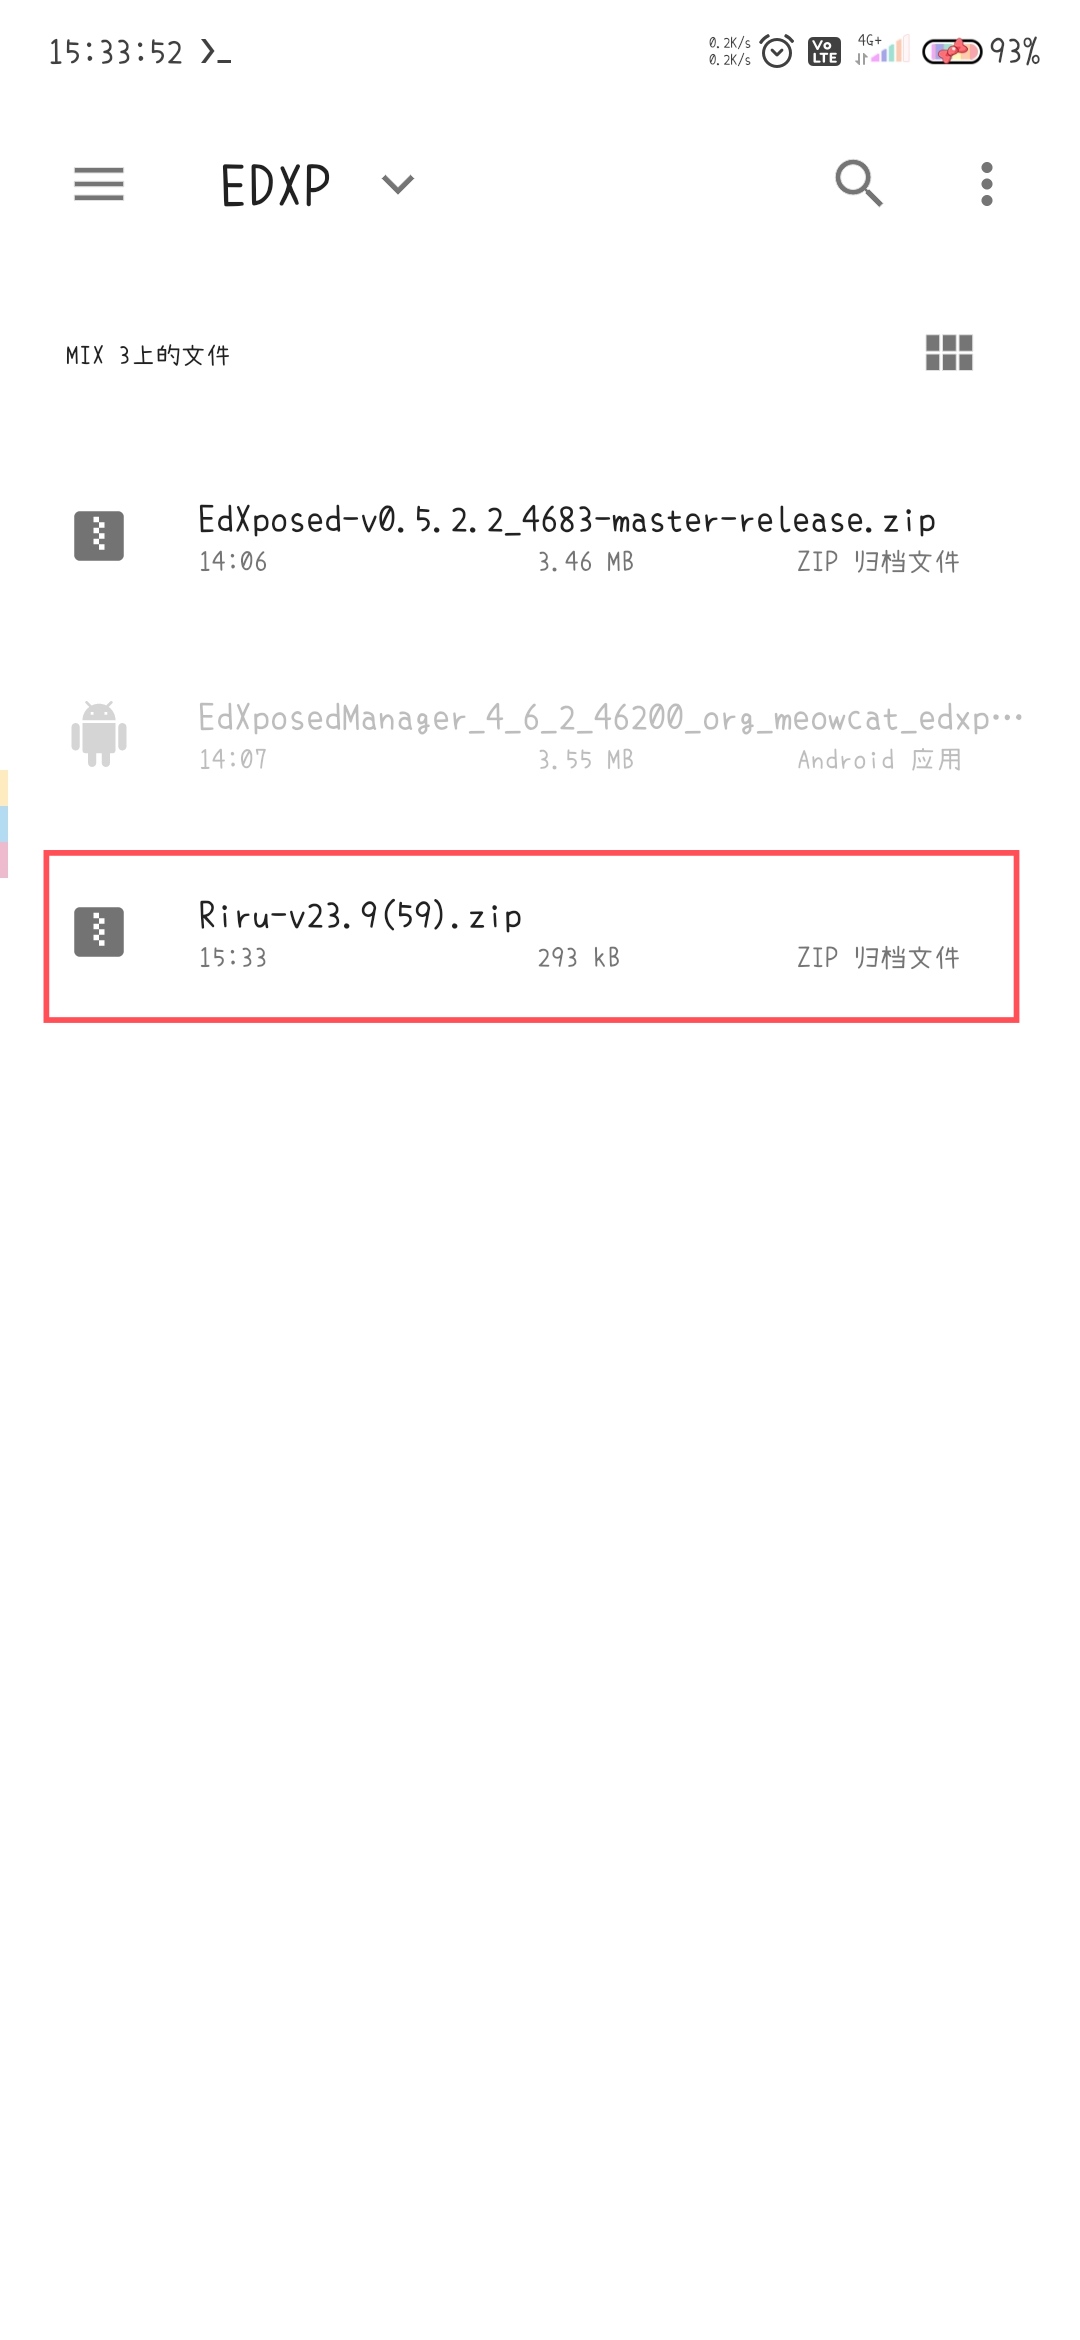 15:33:52 ❯_
0.2K/s
0.2K/s
Vo
LTE
4G+
93%
EDXP
MIX 3上的文件
EdXposed-v0.5.2.2_4683-master-release.zip
14:06 3.46 MB ZIP 归档文件
EdXposedManager_4_6_2_46200_org_meowcat_edxp…
14:07 3.55 MB Android 应用
Riru-v23.9(59).zip
15:33 293 kB ZIP 归档文件